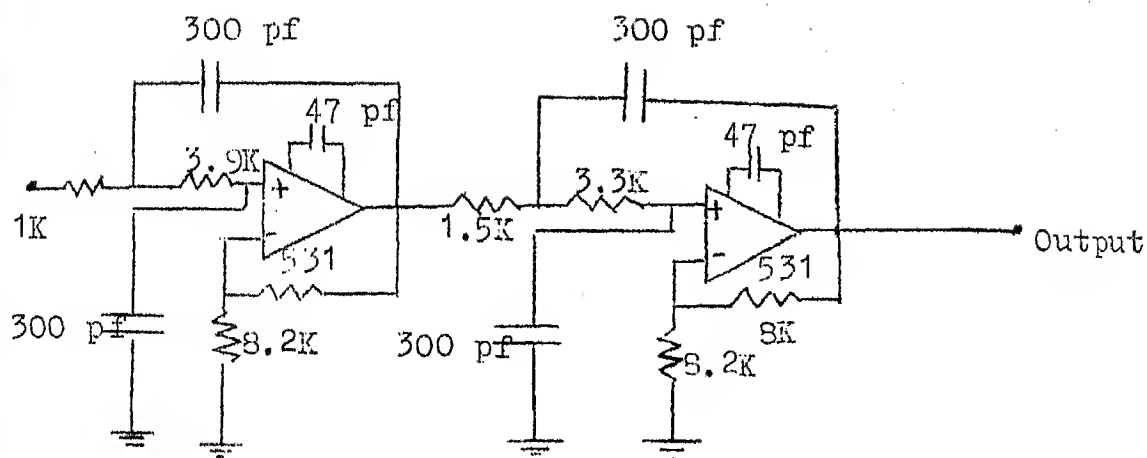 300 pf
300 pf
47 pf
47 pf
3.9K
3.3K
+
+
1K
1.5K
-
-
Output
531
531
300 pf
8.2K
300 pf
8K
8.2K